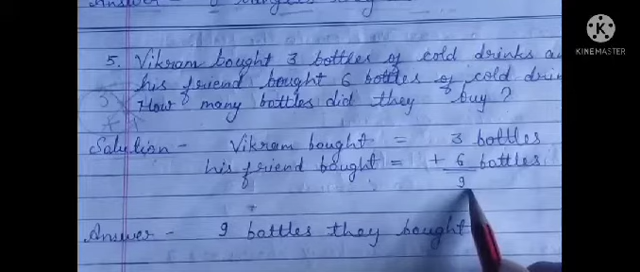 KINEMASTER
5. Vikram bought 3 bottles of cold drinks
his friend bought 6 bottles of cold
How many bottles did they buy ?
Solution - Vikram bought = 3 bottles
his friend bought = + 6 bottles
9
Answer - 9 bottles they bought